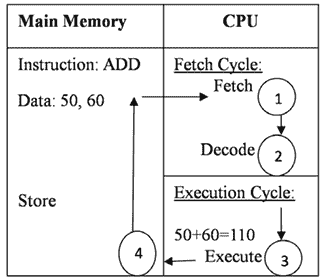 Main Memory
CPU
Instruction: ADD
Data: 50, 60
Store
4
Fetch Cycle:
Fetch
1
Decode
2
Execution Cycle:
50+60=110
Execute
3